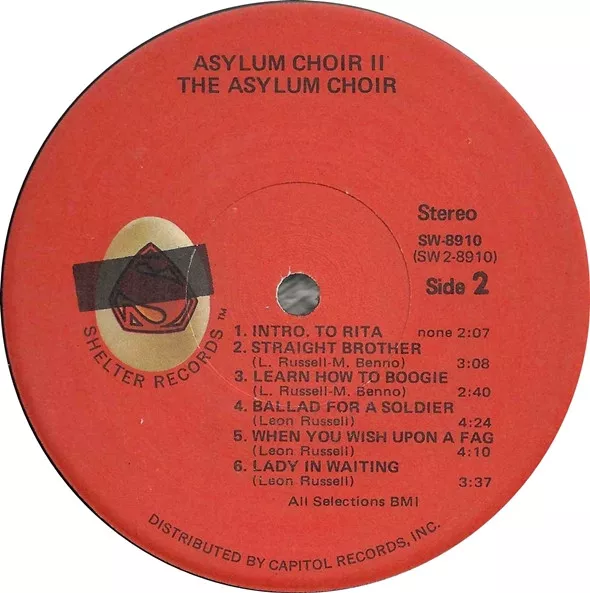 ASYLUM CHOIR II
THE ASYLUM CHOIR
Stereo
SW-8910
(SW2-8910)
Side 2
SHELTER RECORDS™
1. INTRO. TO RITA none 2:07
2. STRAIGHT BROTHER
(L. Russell-M. Benno) 3:08
3. LEARN HOW TO BOOGIE
(L. Russell-M. Benno) 2:40
4. BALLAD FOR A SOLDIER
(Leon Russell) 4:24
5. WHEN YOU WISH UPON A FAG
(Leon Russell) 4:10
6. LADY IN WAITING
(Leon Russell) 3:37
All Selections BMI
DISTRIBUTED BY CAPITOL RECORDS, INC.